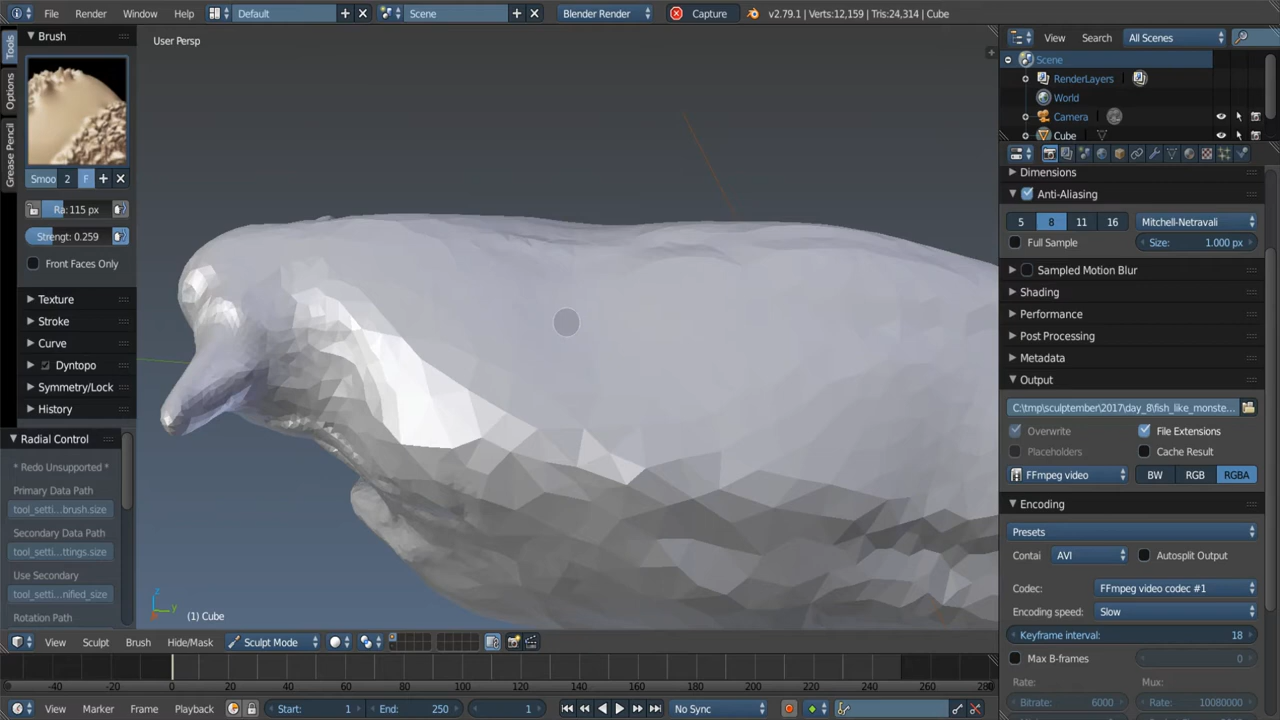 File Render Window Help Default Scene Blender Render Capture v2.79.1 | Verts:12,159 | Tris:24,314 | Cube
Tools
Options
Grease Pencil
Brush
Smoo 2 F
Ra: 115 px
Strengt: 0.259
Front Faces Only
Texture
Stroke
Curve
Dyntopo
Symmetry/Lock
History
Radial Control
* Redo Unsupported *
Primary Data Path
tool_setti...brush.size
Secondary Data Path
tool_setti...ttings.size
Use Secondary
tool_setti...nified_size
Rotation Path
User Persp
(1) Cube
z
y
View Sculpt Brush Hide/Mask Sculpt Mode
-40 -20 0 20 40 60 80 100 120 140 160 180 200 220 240 260 280
View Marker Frame Playback Start: 1 End: 250 1 No Sync
View Search All Scenes
Scene
RenderLayers
World
Camera
Cube
Dimensions
Anti-Aliasing
5 8 11 16 Mitchell-Netravali
Full Sample Size: 1.000 px
Sampled Motion Blur
Shading
Performance
Post Processing
Metadata
Output
C:\tmp\sculptember\2017\day_8\fish_like_monste...
Overwrite File Extensions
Placeholders Cache Result
FFmpeg video BW RGB RGBA
Encoding
Presets
Contai AVI Autosplit Output
Codec: FFmpeg video codec #1
Encoding speed: Slow
Keyframe interval: 18
Max B-frames 0
Rate: Mux:
Bitrate: 6000 Rate: 10080000